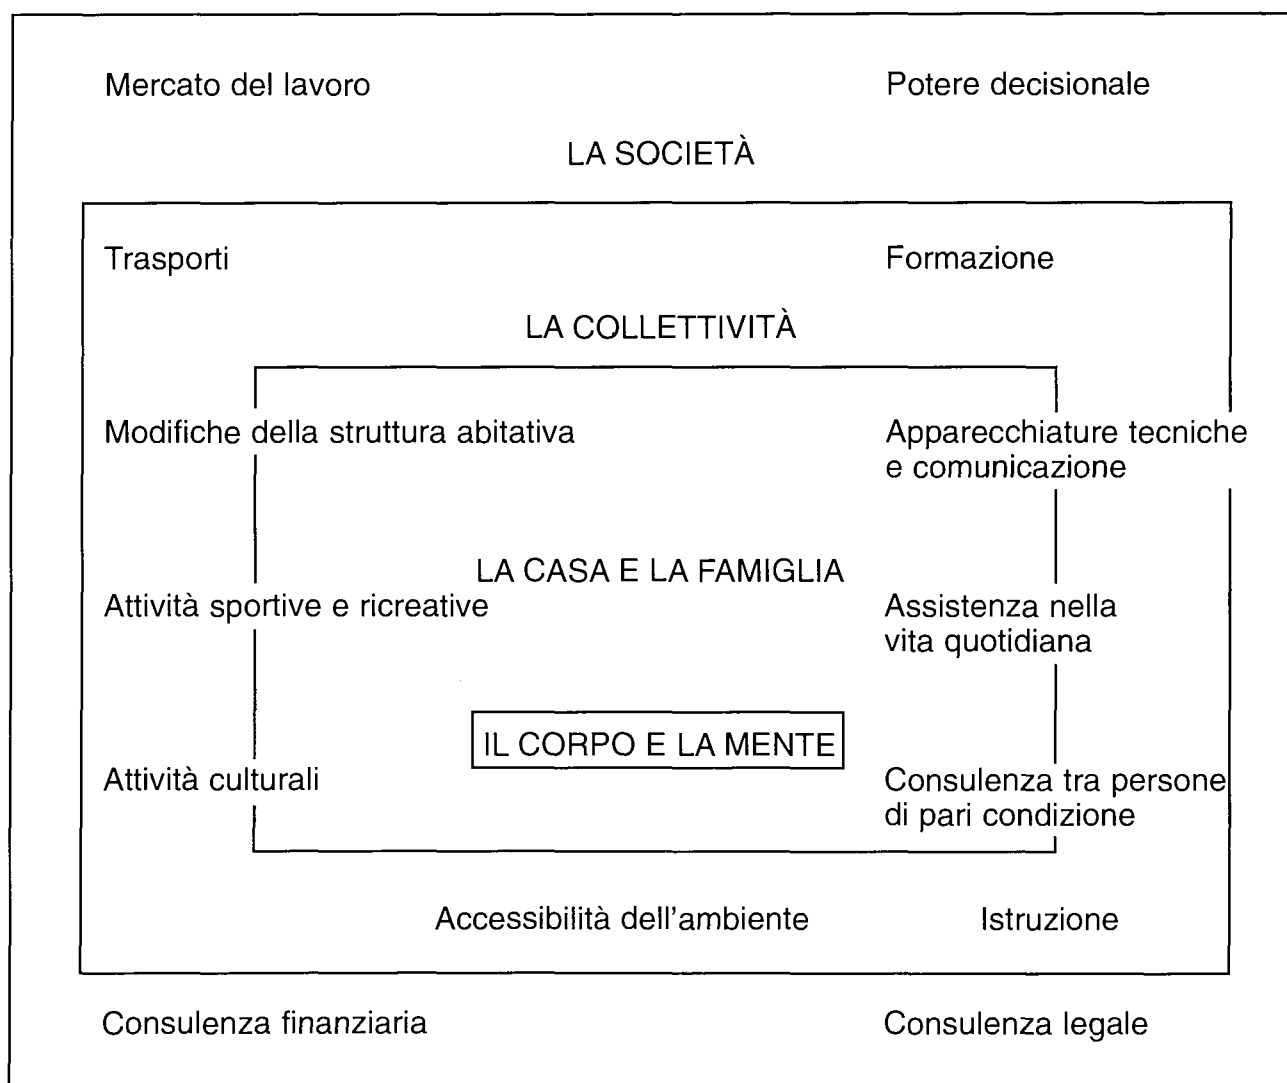 Mercato del lavoro
Potere decisionale
LA SOCIETÀ
Trasporti
Formazione
LA COLLETTIVITÀ
Modifiche della struttura abitativa
Apparecchiature tecniche
e comunicazione
LA CASA E LA FAMIGLIA
Attività sportive e ricreative
Assistenza nella
vita quotidiana
IL CORPO E LA MENTE
Attività culturali
Consulenza tra persone
di pari condizione
Accessibilità dell'ambiente
Istruzione
Consulenza finanziaria
Consulenza legale